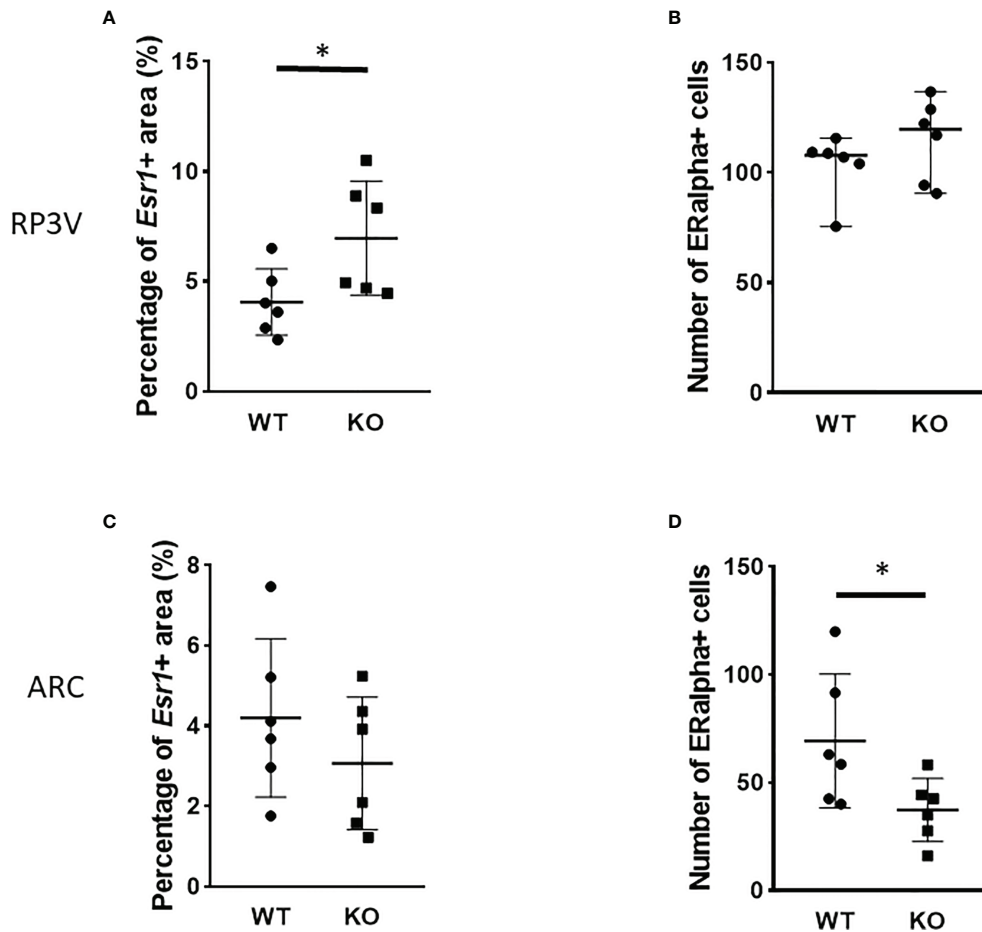 A
Percentage of Esr1+ area (%)
15
10
5
0
*
WT
KO
RP3V
B
Number of ERalpha+ cells
150
100
50
0
WT
KO
C
Percentage of Esr1+ area (%)
8
6
4
2
0
WT
KO
ARC
D
Number of ERalpha+ cells
150
100
50
0
*
WT
KO